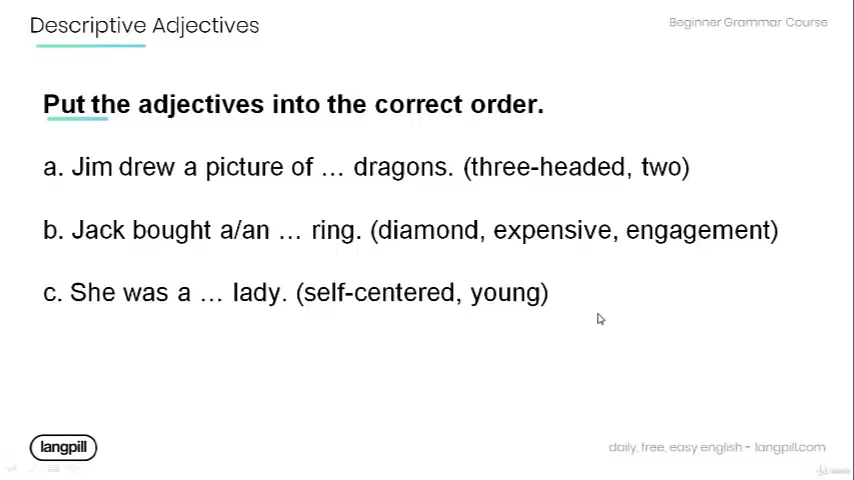 Descriptive Adjectives
Beginner Grammar Course
Put the adjectives into the correct order.
a. Jim drew a picture of … dragons. (three-headed, two)
b. Jack bought a/an … ring. (diamond, expensive, engagement)
c. She was a … lady. (self-centered, young)
langpill
daily, free, easy english - langpill.com